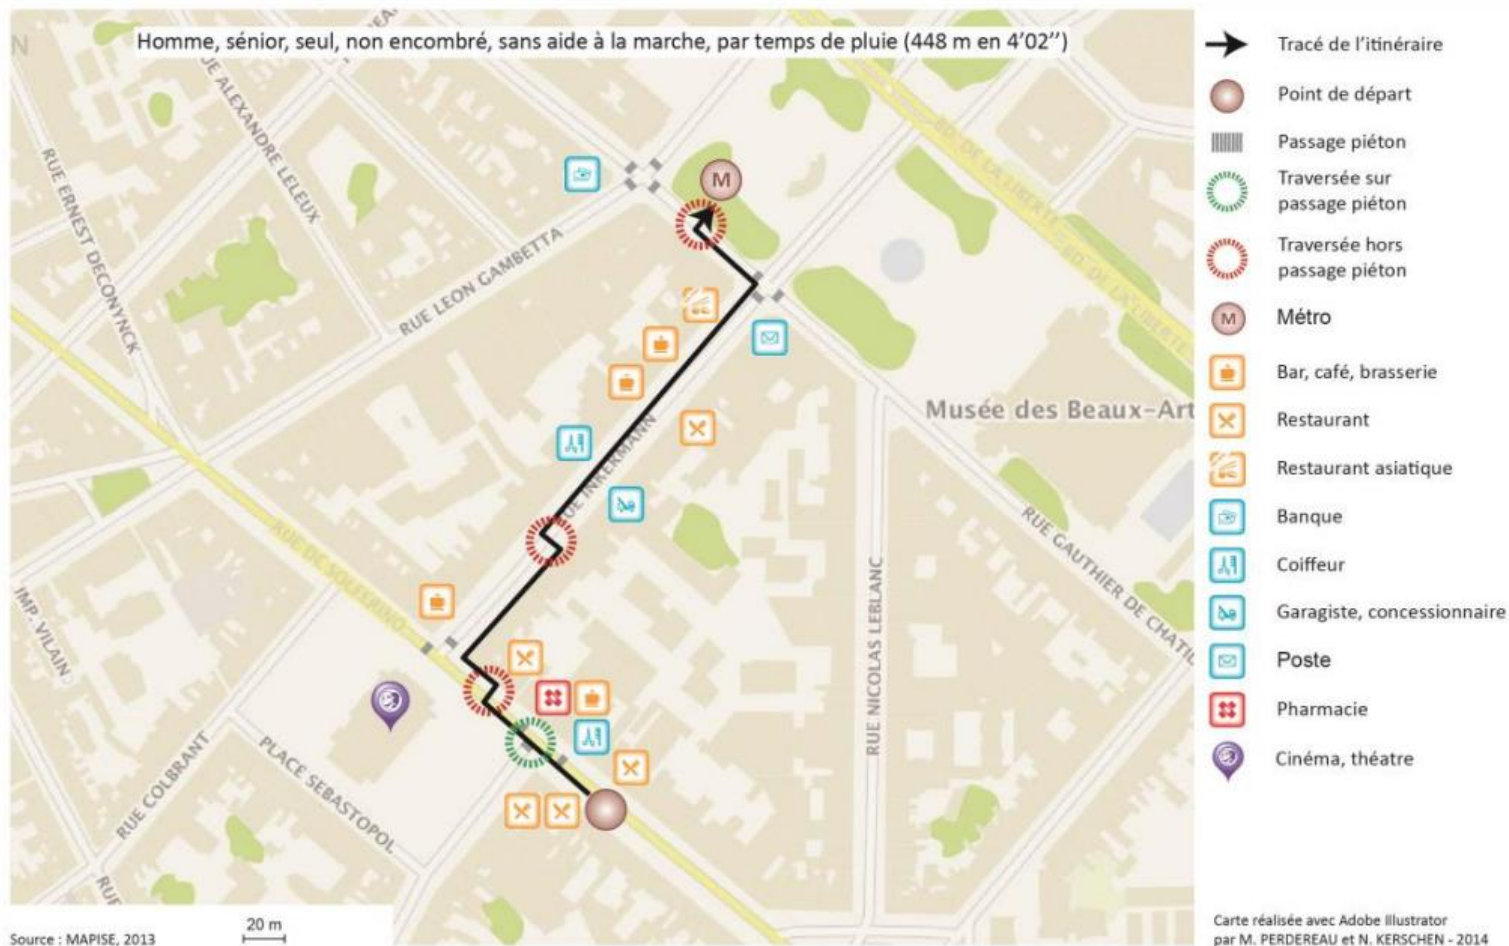 N
Homme, sénior, seul, non encombré, sans aide à la marche, par temps de pluie (448 m en 4’02’’)
RUE ALEXANDRE LELEUX
RUE ERNEST DECONYNCK
RUE LEON GAMBETTA
BD. DE LA LIBERTE
BD. DE LA LIBERTE
M
Musée des Beaux-Art
RUE INKERMANN
RUE DE SOLFERINO
RUE GAUTHIER DE CHATIL
RUE NICOLAS LEBLANC
IMP. VILAIN
RUE COLBRANT
PLACE SEBASTOPOL
RUE
20 m
Source : MAPISE, 2013
Tracé de l’itinéraire
Point de départ
Passage piéton
Traversée sur
passage piéton
Traversée hors
passage piéton
M
Métro
Bar, café, brasserie
Restaurant
Restaurant asiatique
Banque
Coiffeur
Garagiste, concessionnaire
Poste
Pharmacie
Cinéma, théatre
Carte réalisée avec Adobe Illustrator
par M. PERDEREAU et N. KERSCHEN - 2014